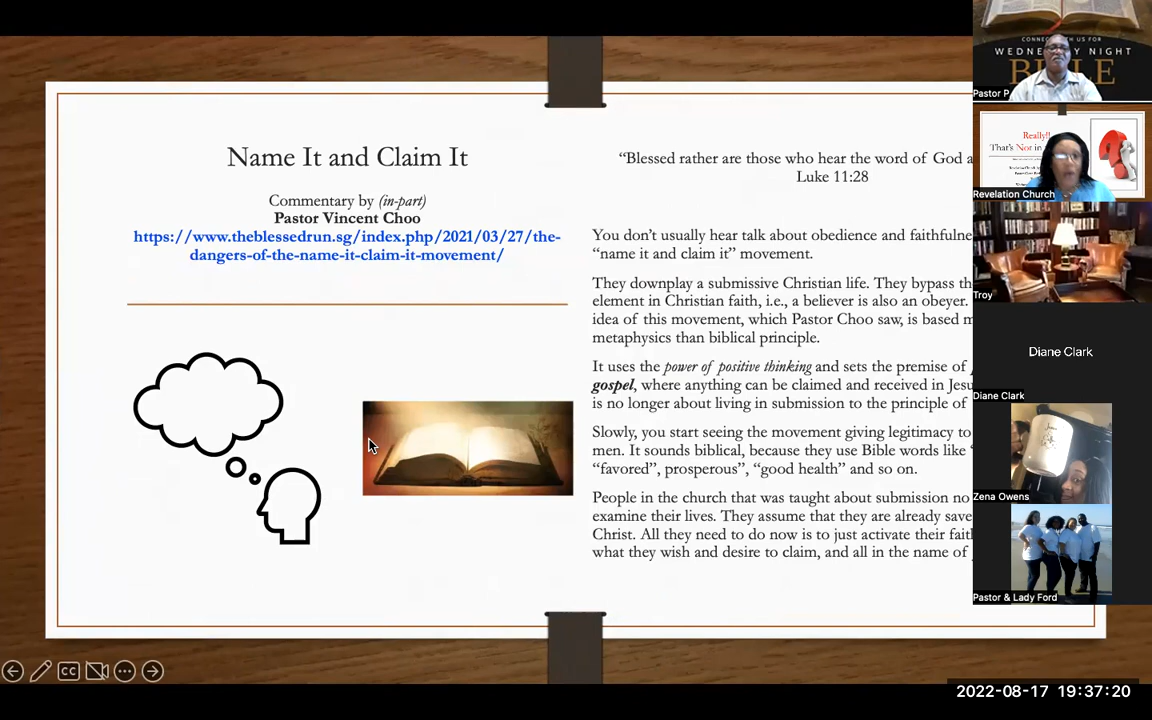 Name It and Claim It
Commentary by (in-part)
Pastor Vincent Choo
https://www.theblessedrun.sg/index.php/2021/03/27/the-
dangers-of-the-name-it-claim-it-movement/
“Blessed rather are those who hear the word of God a
Luke 11:28
You don’t usually hear talk about obedience and faithfulne
“name it and claim it” movement.
They downplay a submissive Christian life. They bypass th
element in Christian faith, i.e., a believer is also an obeyer.
idea of this movement, which Pastor Choo saw, is based m
metaphysics than biblical principle.
It uses the power of positive thinking and sets the premise of
gospel, where anything can be claimed and received in Jesu
is no longer about living in submission to the principle of
Slowly, you start seeing the movement giving legitimacy to
men. It sounds biblical, because they use Bible words like
“favored”, prosperous”, “good health” and so on.
People in the church that was taught about submission no
examine their lives. They assume that they are already save
Christ. All they need to do now is to just activate their fait
what they wish and desire to claim, and all in the name of
CONNECT WITH US FOR
WEDNESDAY NIGHT
BIBLE
Pastor P
Really!!
That’s Not in
Revelation Church
Troy
Diane Clark
Diane Clark
Zena Owens
Pastor & Lady Ford
CC
2022-08-17 19:37:20